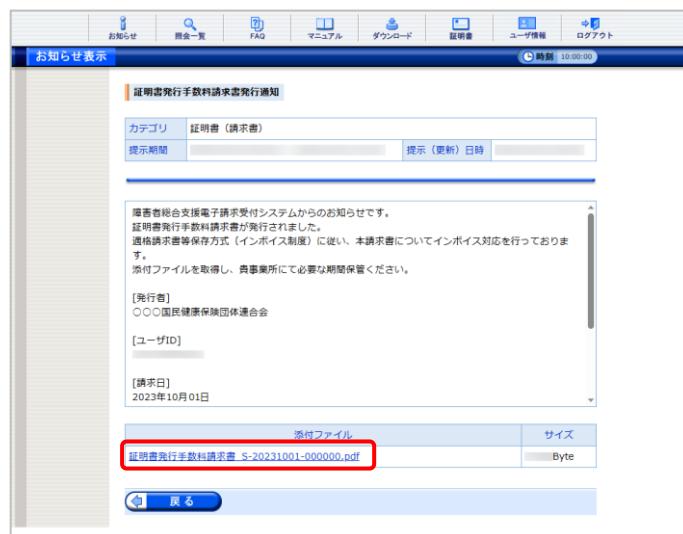 お知らせ 照会一覧 FAQ マニュアル ダウンロード 証明書 ユーザ情報 ログアウト
お知らせ表示 時刻 10:00:00
証明書発行手数料請求書発行通知
カテゴリ 証明書（請求書）
提示期間 提示（更新）日時
障害者総合支援電子請求受付システムからのお知らせです。
証明書発行手数料請求書が発行されました。
適格請求書等保存方式（インボイス制度）に従い、本請求書についてインボイス対応を行っておりま
す。
添付ファイルを取得し、貴事業所にて必要な期間保管ください。
[発行者]
○○○国民健康保険団体連合会
[ユーザID]
[請求日]
2023年10月01日
添付ファイル サイズ
証明書発行手数料請求書_S-20231001-000000.pdf Byte
戻る